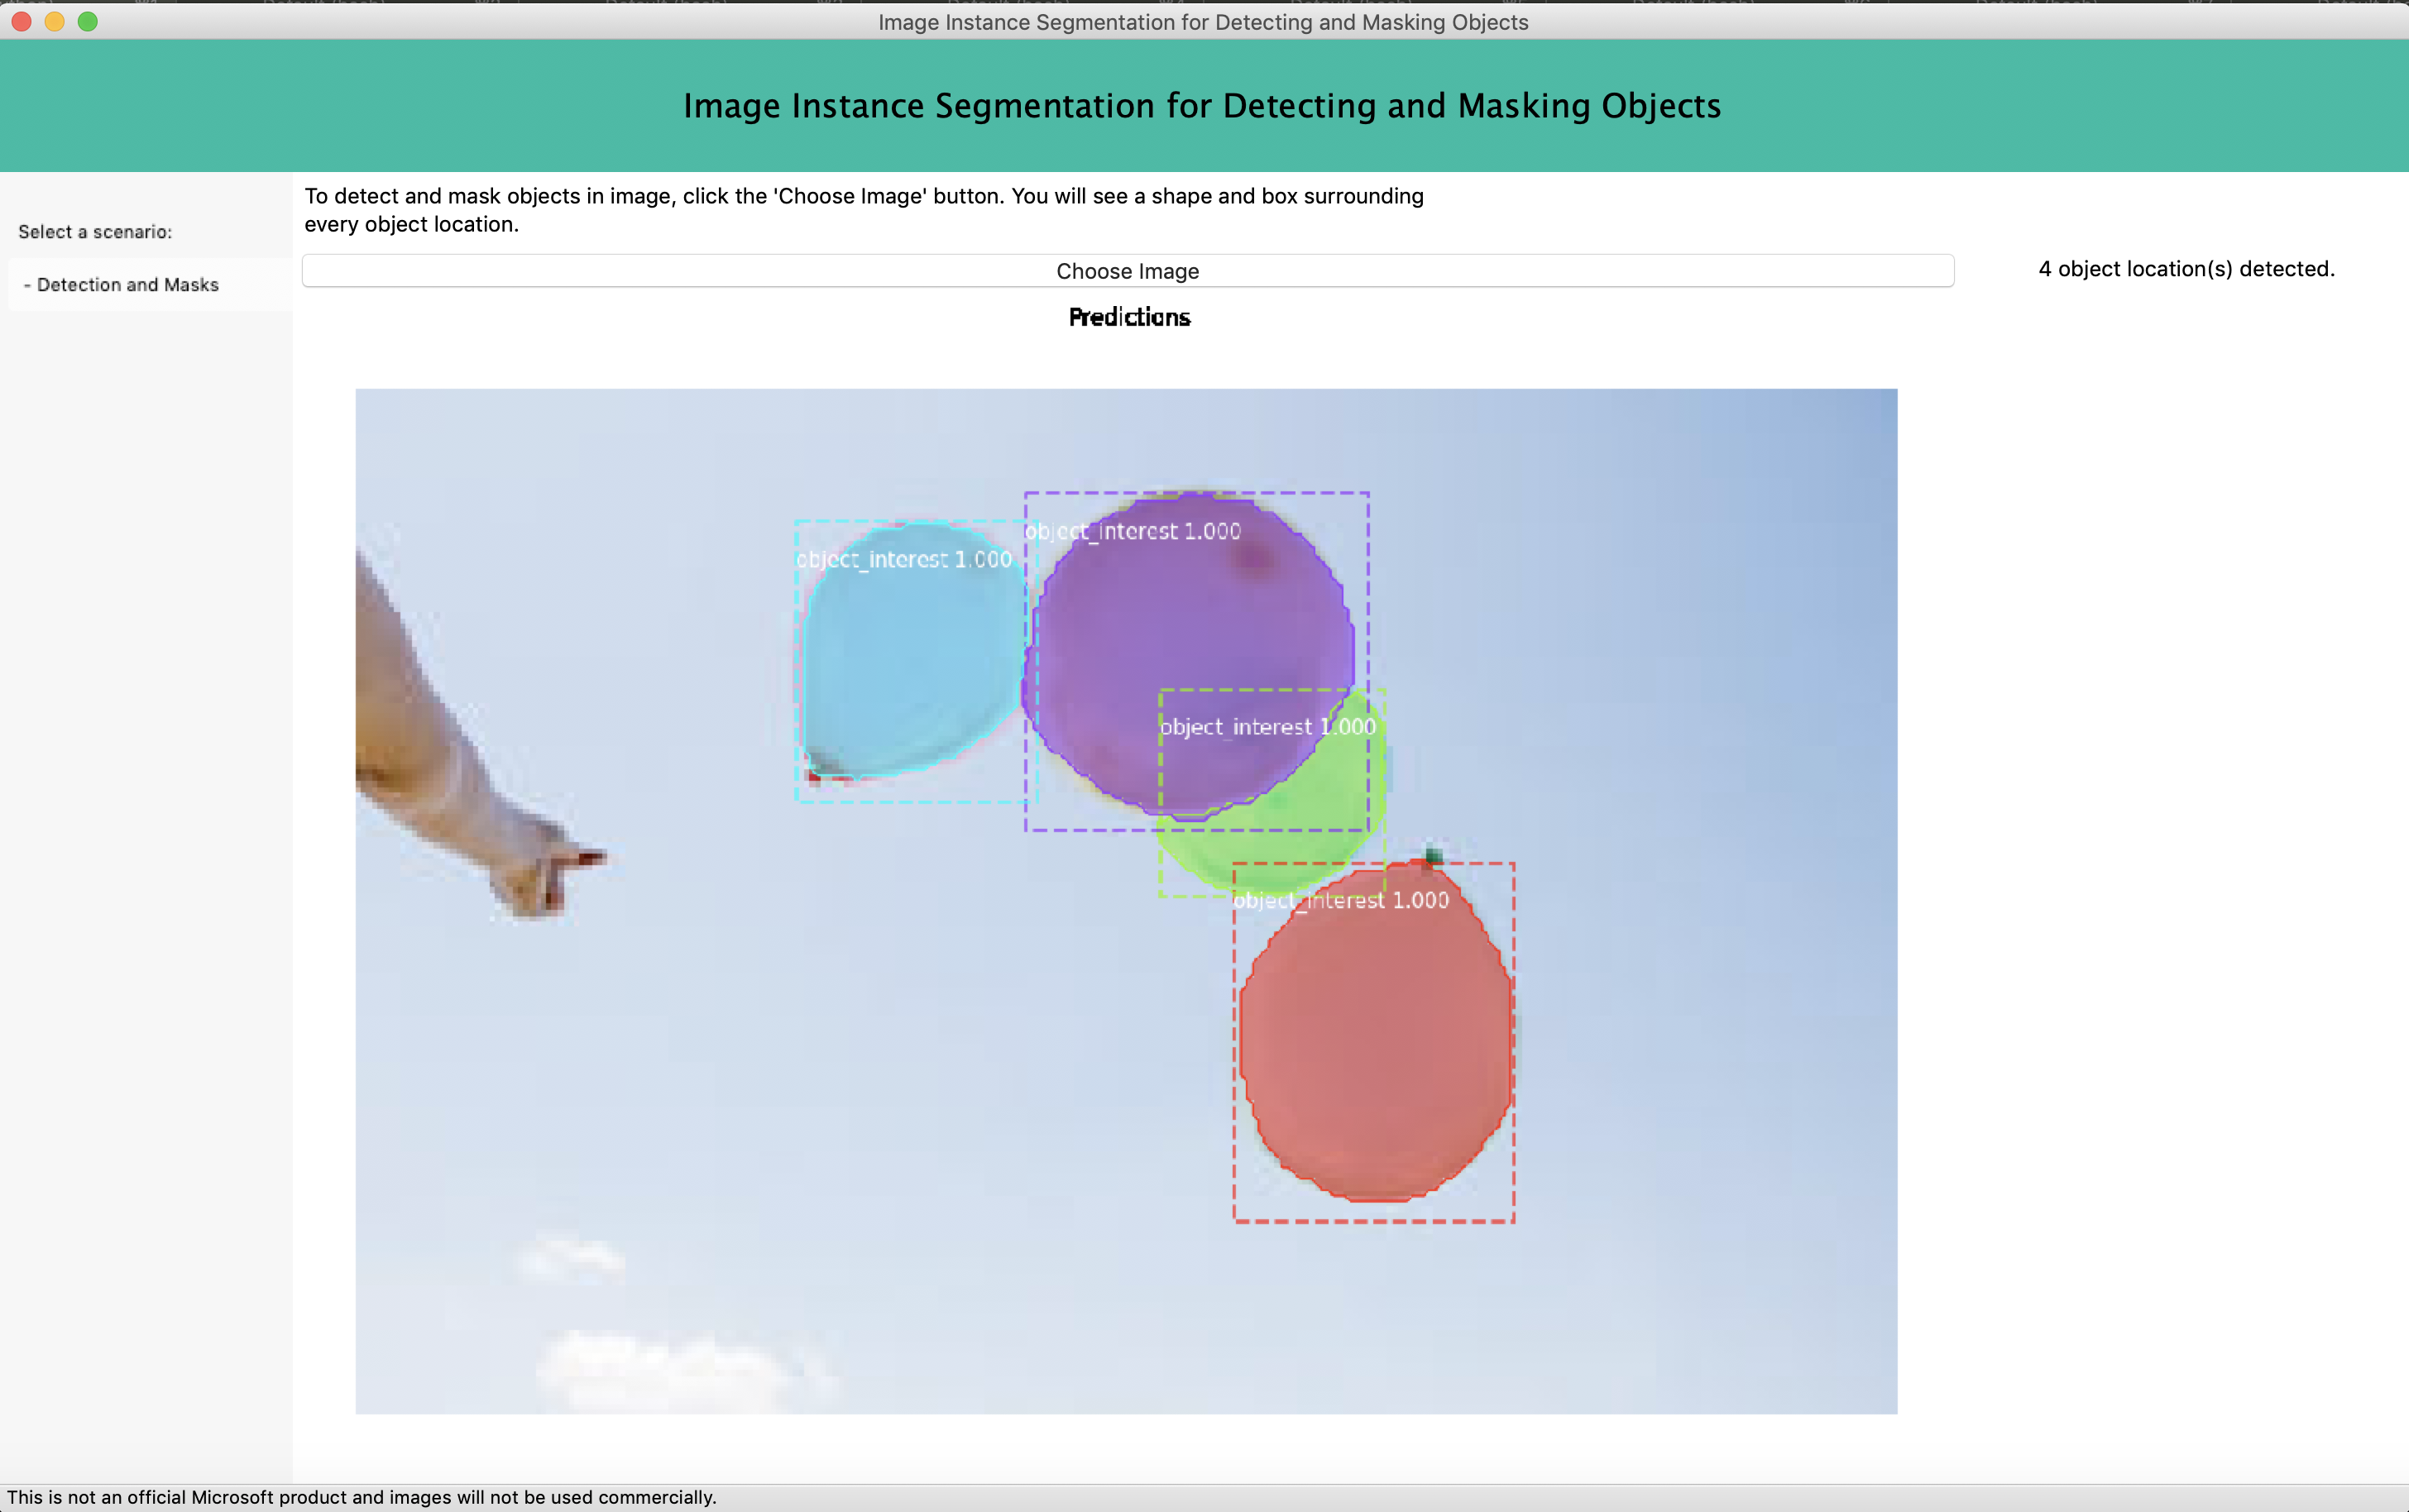 Image Instance Segmentation for Detecting and Masking Objects
Image Instance Segmentation for Detecting and Masking Objects
To detect and mask objects in image, click the 'Choose Image' button. You will see a shape and box surrounding
every object location.
Select a scenario:
- Detection and Masks
Choose Image
4 object location(s) detected.
Predictions
object_interest 1.000
object_interest 1.000
object_interest 1.000
object_interest 1.000
This is not an official Microsoft product and images will not be used commercially.